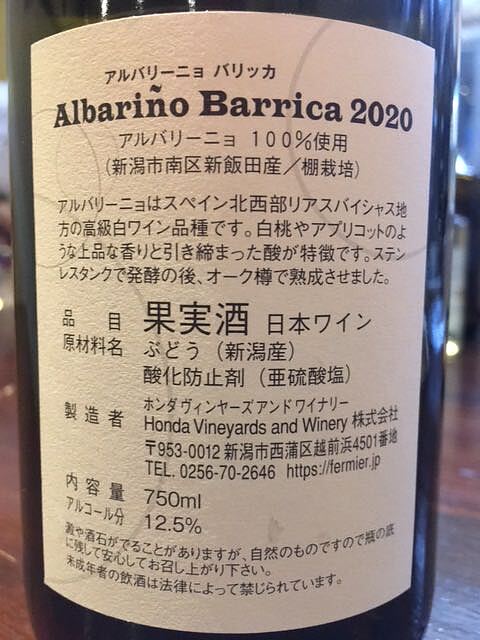 アルバリーニョ バリッカ
Albariño Barrica 2020
アルバリーニョ 100%使用
(新潟市南区新飯田産／棚栽培)
アルバリーニョはスペイン北西部リアスバイシャス地
方の高級白ワイン品種です。白桃やアプリコットのよ
うな上品な香りと引き締まった酸が特徴です。ステン
レスタンクで発酵の後、オーク樽で熟成させました。
品目 果実酒 日本ワイン
原材料名 ぶどう（新潟産）
酸化防止剤（亜硫酸塩）
製造者 ホンダ ヴィンヤーズ アンド ワイナリー
Honda Vineyards and Winery 株式会社
〒953-0012 新潟市西蒲区越前浜4501番地
TEL. 0256-70-2646 https://fermier.jp
内容量 750ml
アルコール分 12.5%
澱や酒石がでることがありますが、自然のものですので瓶の底
に残して安心してお召し上がり下さい。
未成年者の飲酒は法律によって禁じられています。